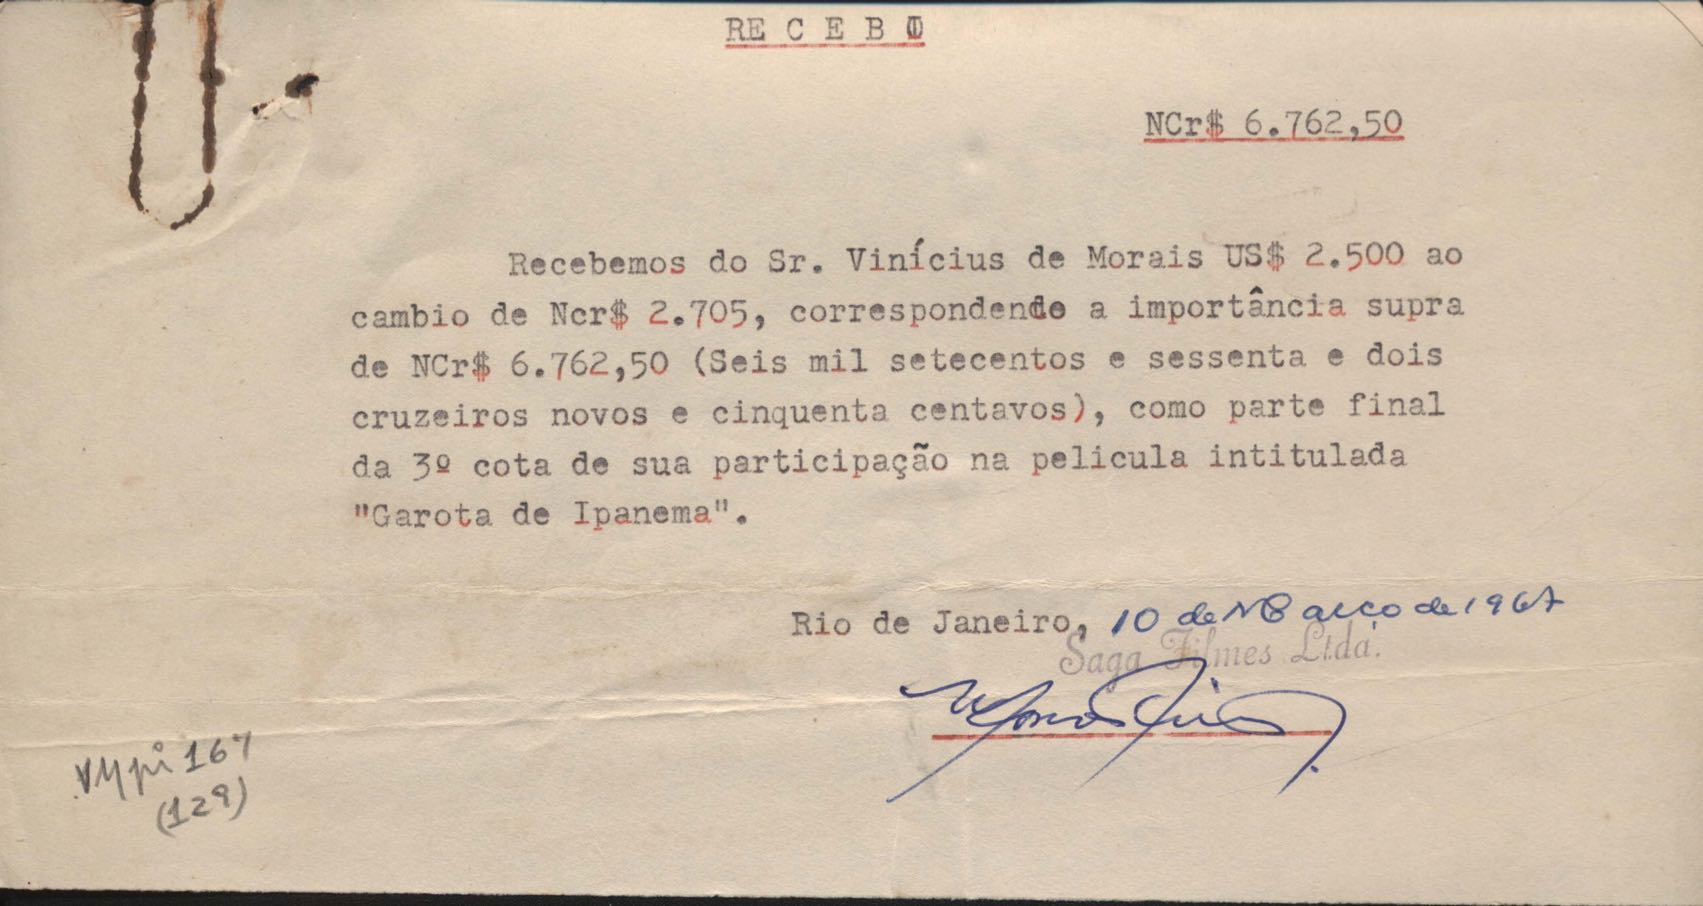 R E C E B O
NCr$ 6.762,50
Recebemos do Sr. Vinícius de Morais US$ 2.500 ao
cambio de Ncr$ 2.705, correspondendo a importância supra
de NCr$ 6.762,50 (Seis mil setecentos e sessenta e dois
cruzeiros novos e cinquenta centavos), como parte final
da 3º cota de sua participação na pelicula intitulada
"Garota de Ipanema".
Rio de Janeiro, 10 de Março de 1967
Saga Filmes Ltda.
VMpi 167
(129)